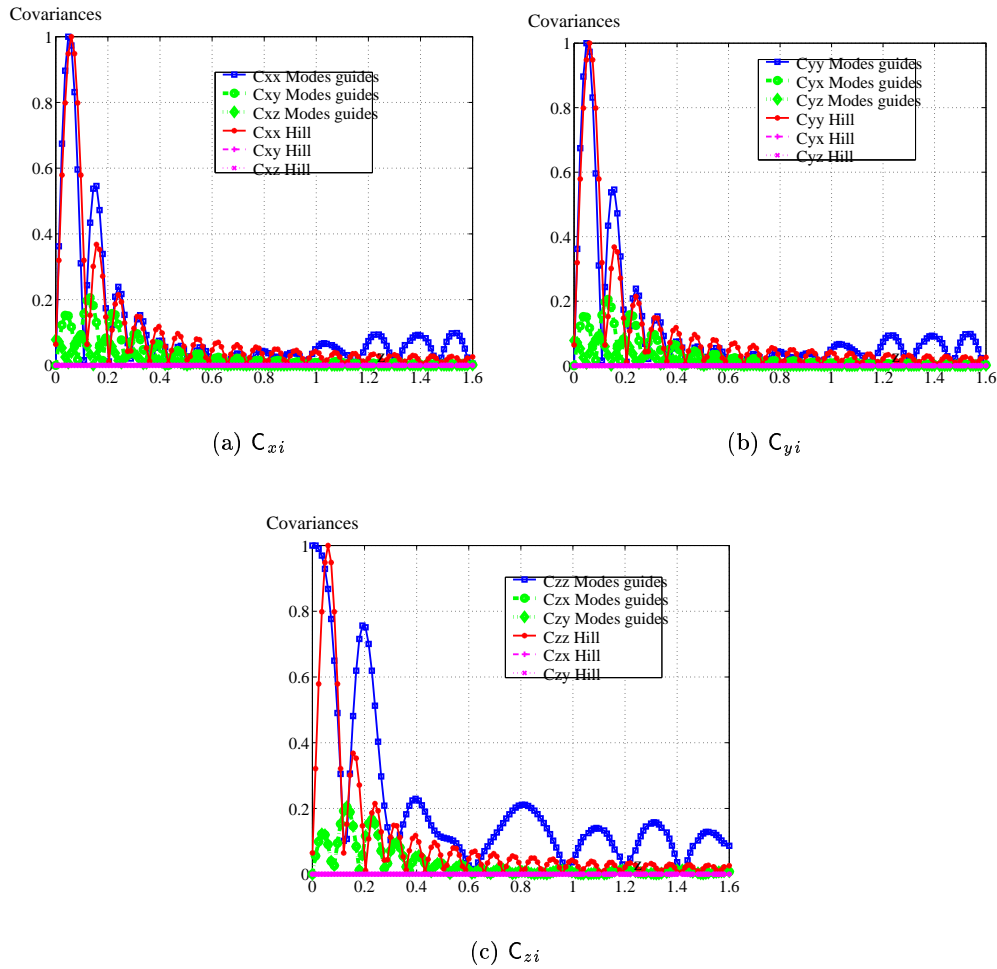 Covariances
1
0.8
0.6
0.4
0.2
0
0 0.2 0.4 0.6 0.8 1.0 1.2 1.4 1.6
Cxx Modes guides
Cxy Modes guides
Cxz Modes guides
Cxx Hill
Cxy Hill
Cxz Hill
(a) Cxi
Covariances
1
0.8
0.6
0.4
0.2
0
0 0.2 0.4 0.6 0.8 1.0 1.2 1.4 1.6
Cyy Modes guides
Cyx Modes guides
Cyz Modes guides
Cyy Hill
Cyx Hill
Cyz Hill
(b) Cyi
Covariances
1
0.8
0.6
0.4
0.2
0
0 0.2 0.4 0.6 0.8 1.0 1.2 1.4 1.6
Czz Modes guides
Czx Modes guides
Czy Modes guides
Czz Hill
Czx Hill
Czy Hill
(c) Czi